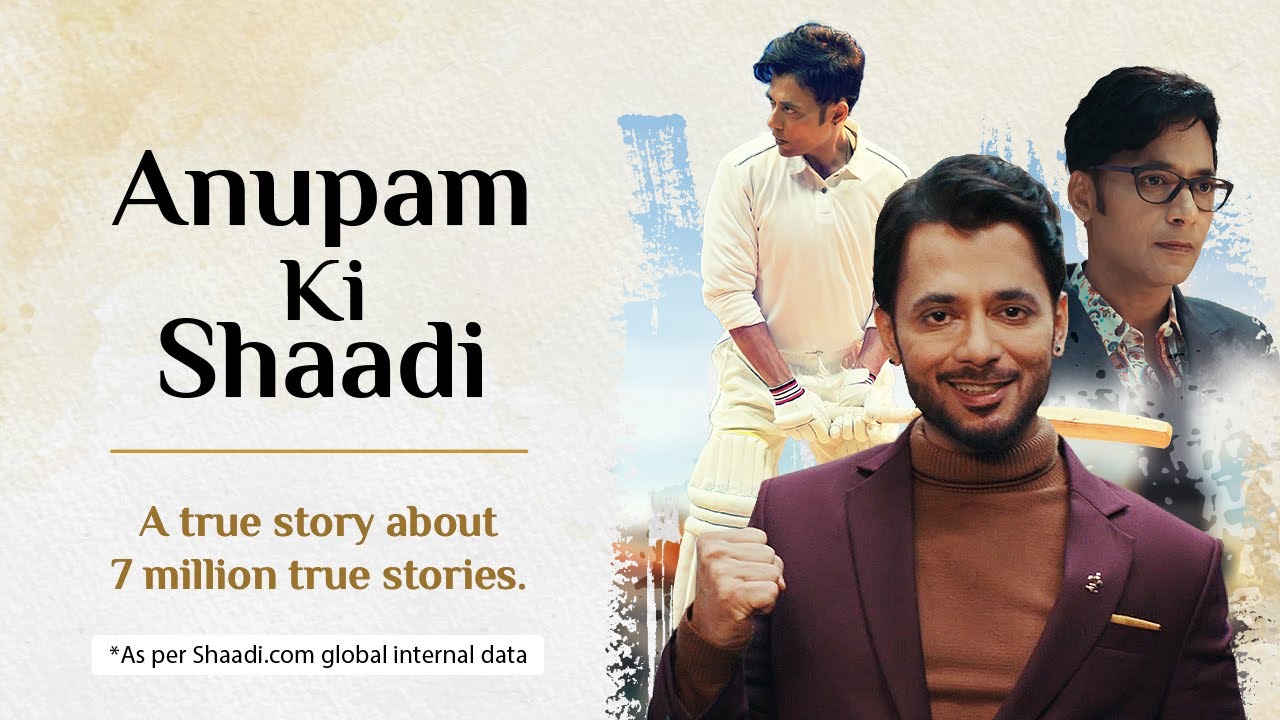 Anupam
Ki
Shaadi
A true story about
7 million true stories.
*As per Shaadi.com global internal data